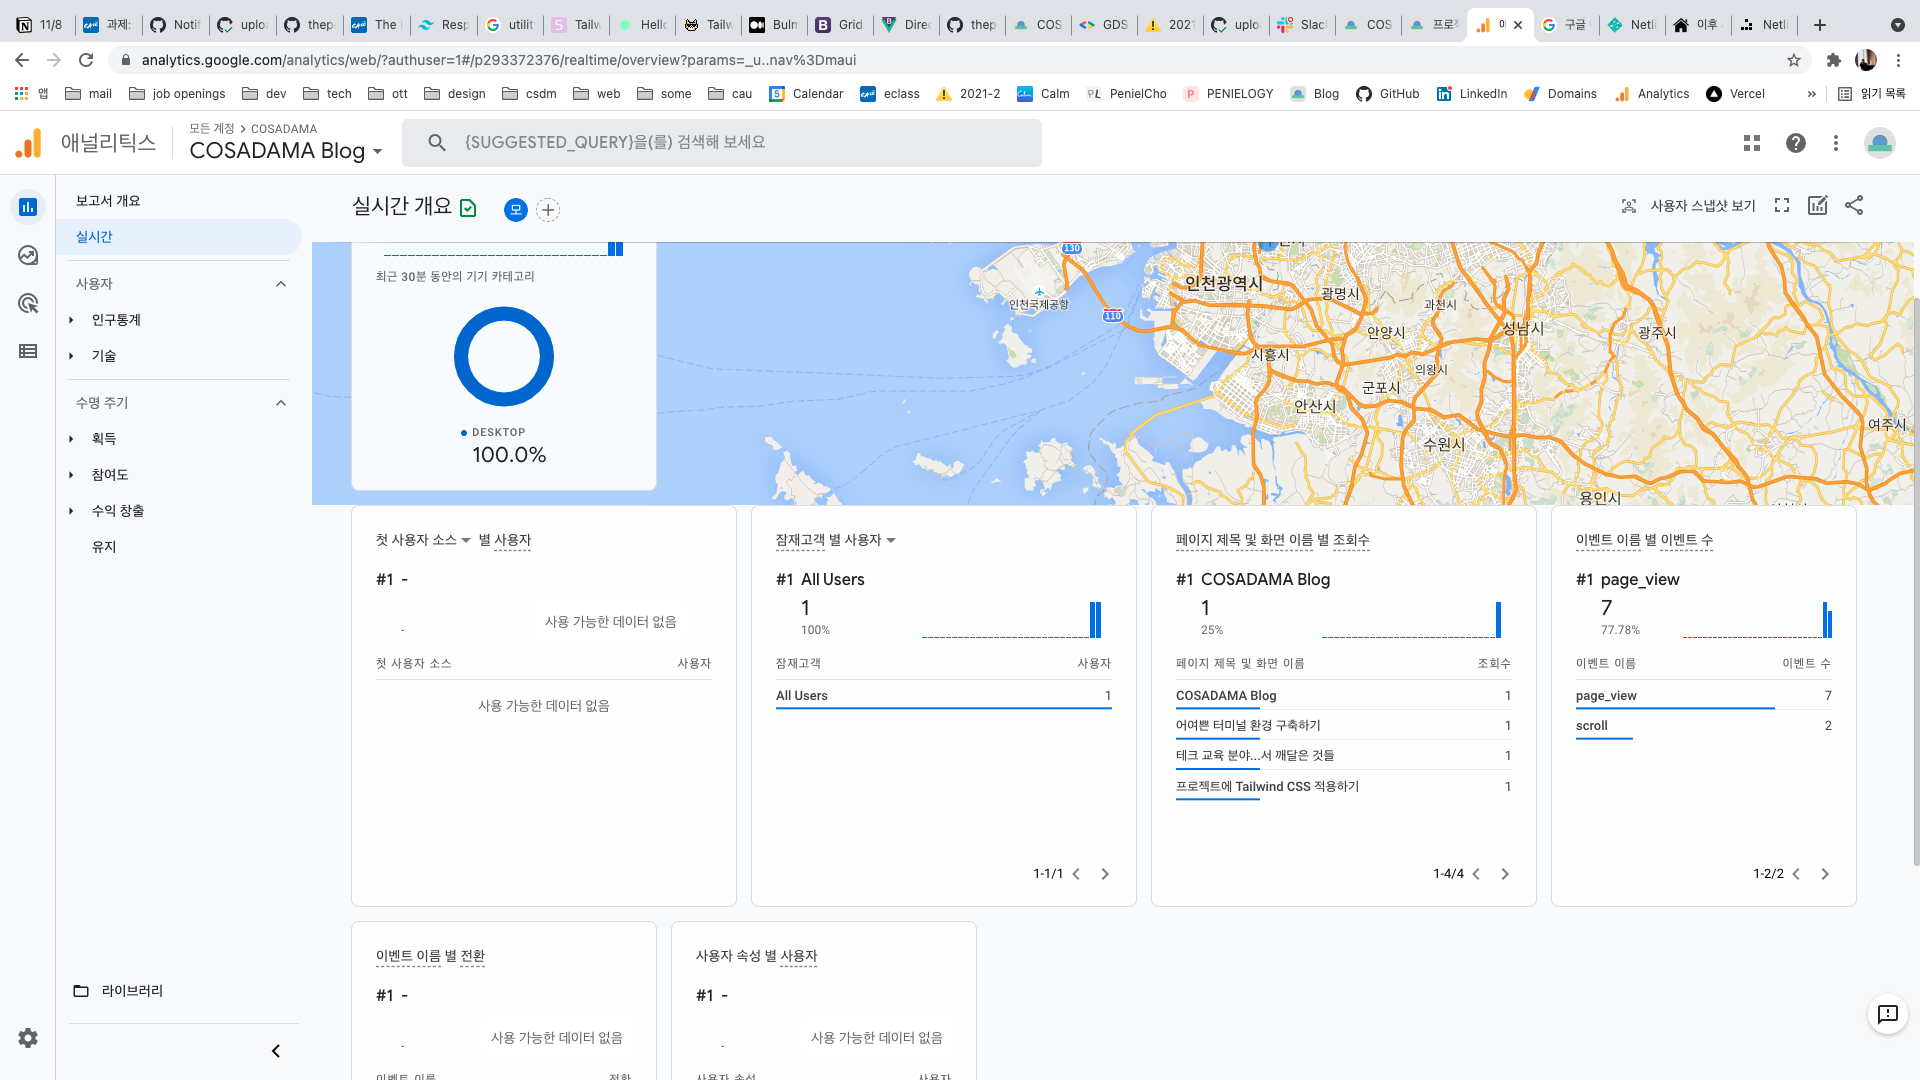 11/8
과제:
Notif
uploa
thep
The
Resp
utilit
Tailw
Hello
Tailw
Bulm
Grid
Direc
thep
COS
GDS
2021
uplo
Slac
COS
프로젝
구글
Netli
이후
Netli
analytics.google.com/analytics/web/?authuser=1#/p293372376/realtime/overview?params=_u..nav%3Dmaui
앱
mail
job openings
dev
tech
ott
design
csdm
web
some
cau
Calendar
eclass
2021-2
Calm
PenielCho
PENIELOGY
Blog
GitHub
LinkedIn
Domains
Analytics
Vercel
»
읽기 목록
애널리틱스
모든 계정 > COSADAMA
COSADAMA Blog
{SUGGESTED_QUERY}을(를) 검색해 보세요
보고서 개요
실시간
사용자
인구통계
기술
수명 주기
획득
참여도
수익 창출
유지
라이브러리
실시간 개요
모
사용자 스냅샷 보기
최근 30분 동안의 기기 카테고리
DESKTOP
100.0%
130
인천국제공항
110
인천광역시
광명시
과천시
안양시
성남시
광주시
시흥시
의왕시
군포시
안산시
수원시
여주시
용인시
첫 사용자 소스 별 사용자
#1 -
-
사용 가능한 데이터 없음
첫 사용자 소스 사용자
사용 가능한 데이터 없음
잠재고객 별 사용자
#1 All Users
1
100%
잠재고객 사용자
All Users 1
1-1/1
페이지 제목 및 화면 이름 별 조회수
#1 COSADAMA Blog
1
25%
페이지 제목 및 화면 이름 조회수
COSADAMA Blog 1
어여쁜 터미널 환경 구축하기 1
테크 교육 분야...서 깨달은 것들 1
프로젝트에 Tailwind CSS 적용하기 1
1-4/4
이벤트 이름 별 이벤트 수
#1 page_view
7
77.78%
이벤트 이름 이벤트 수
page_view 7
scroll 2
1-2/2
이벤트 이름 별 전환
#1 -
-
사용 가능한 데이터 없음
이벤트 이름 전환
사용자 속성 별 사용자
#1 -
-
사용 가능한 데이터 없음
사용자 속성 사용자